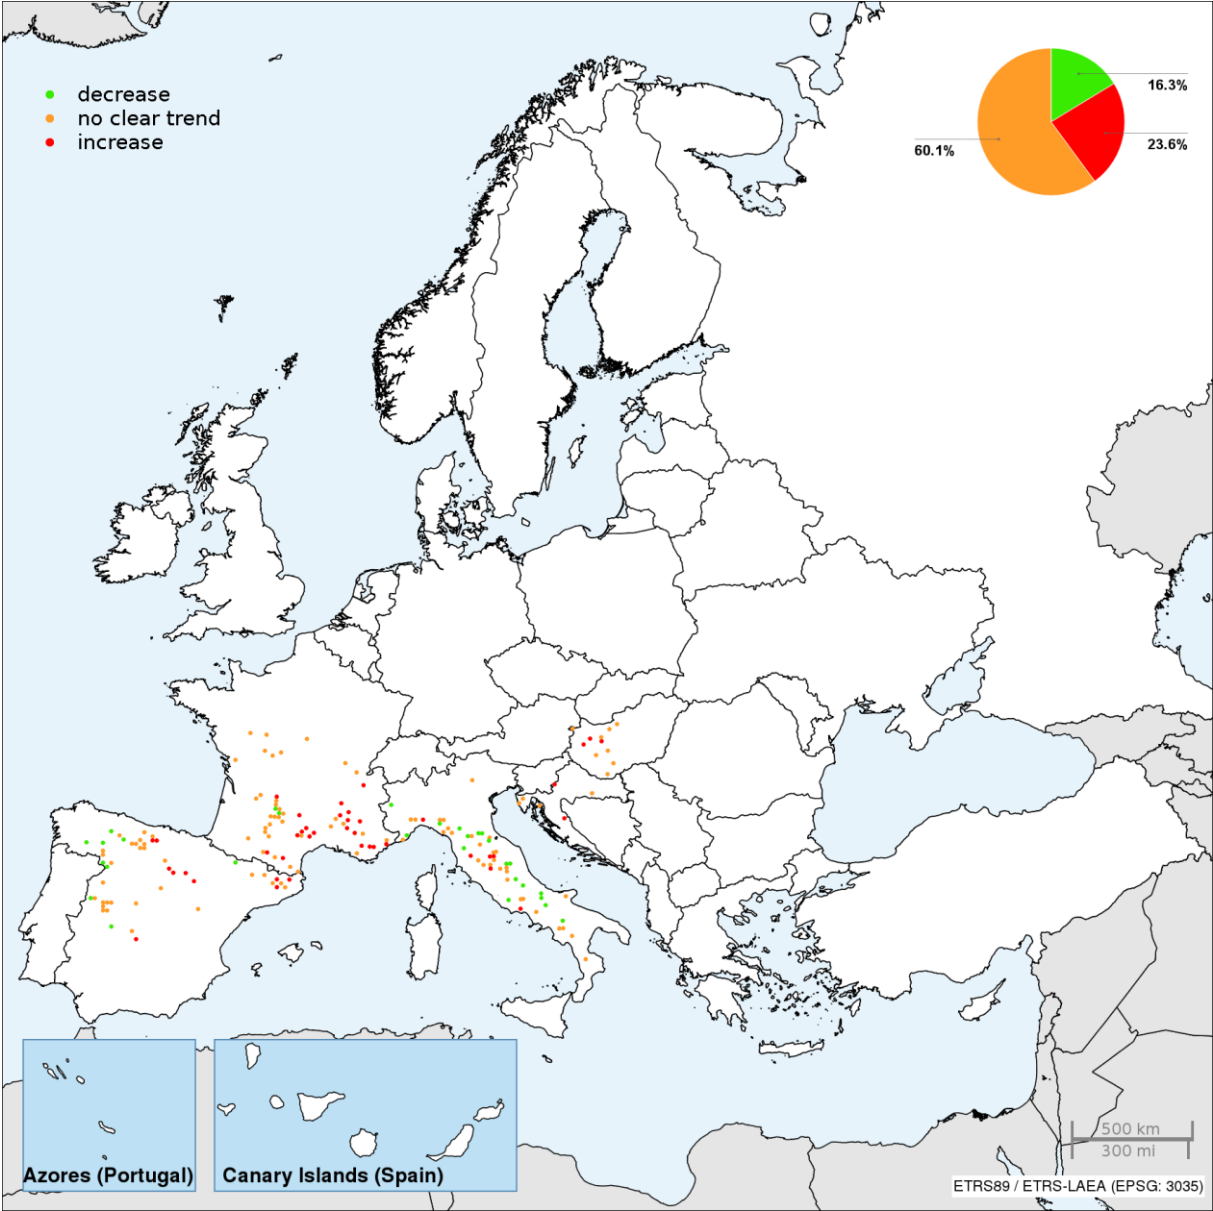 decrease
no clear trend
increase
16.3%
23.6%
60.1%
Azores (Portugal)
Canary Islands (Spain)
500 km
300 mi
ETRS89 / ETRS-LAEA (EPSG: 3035)